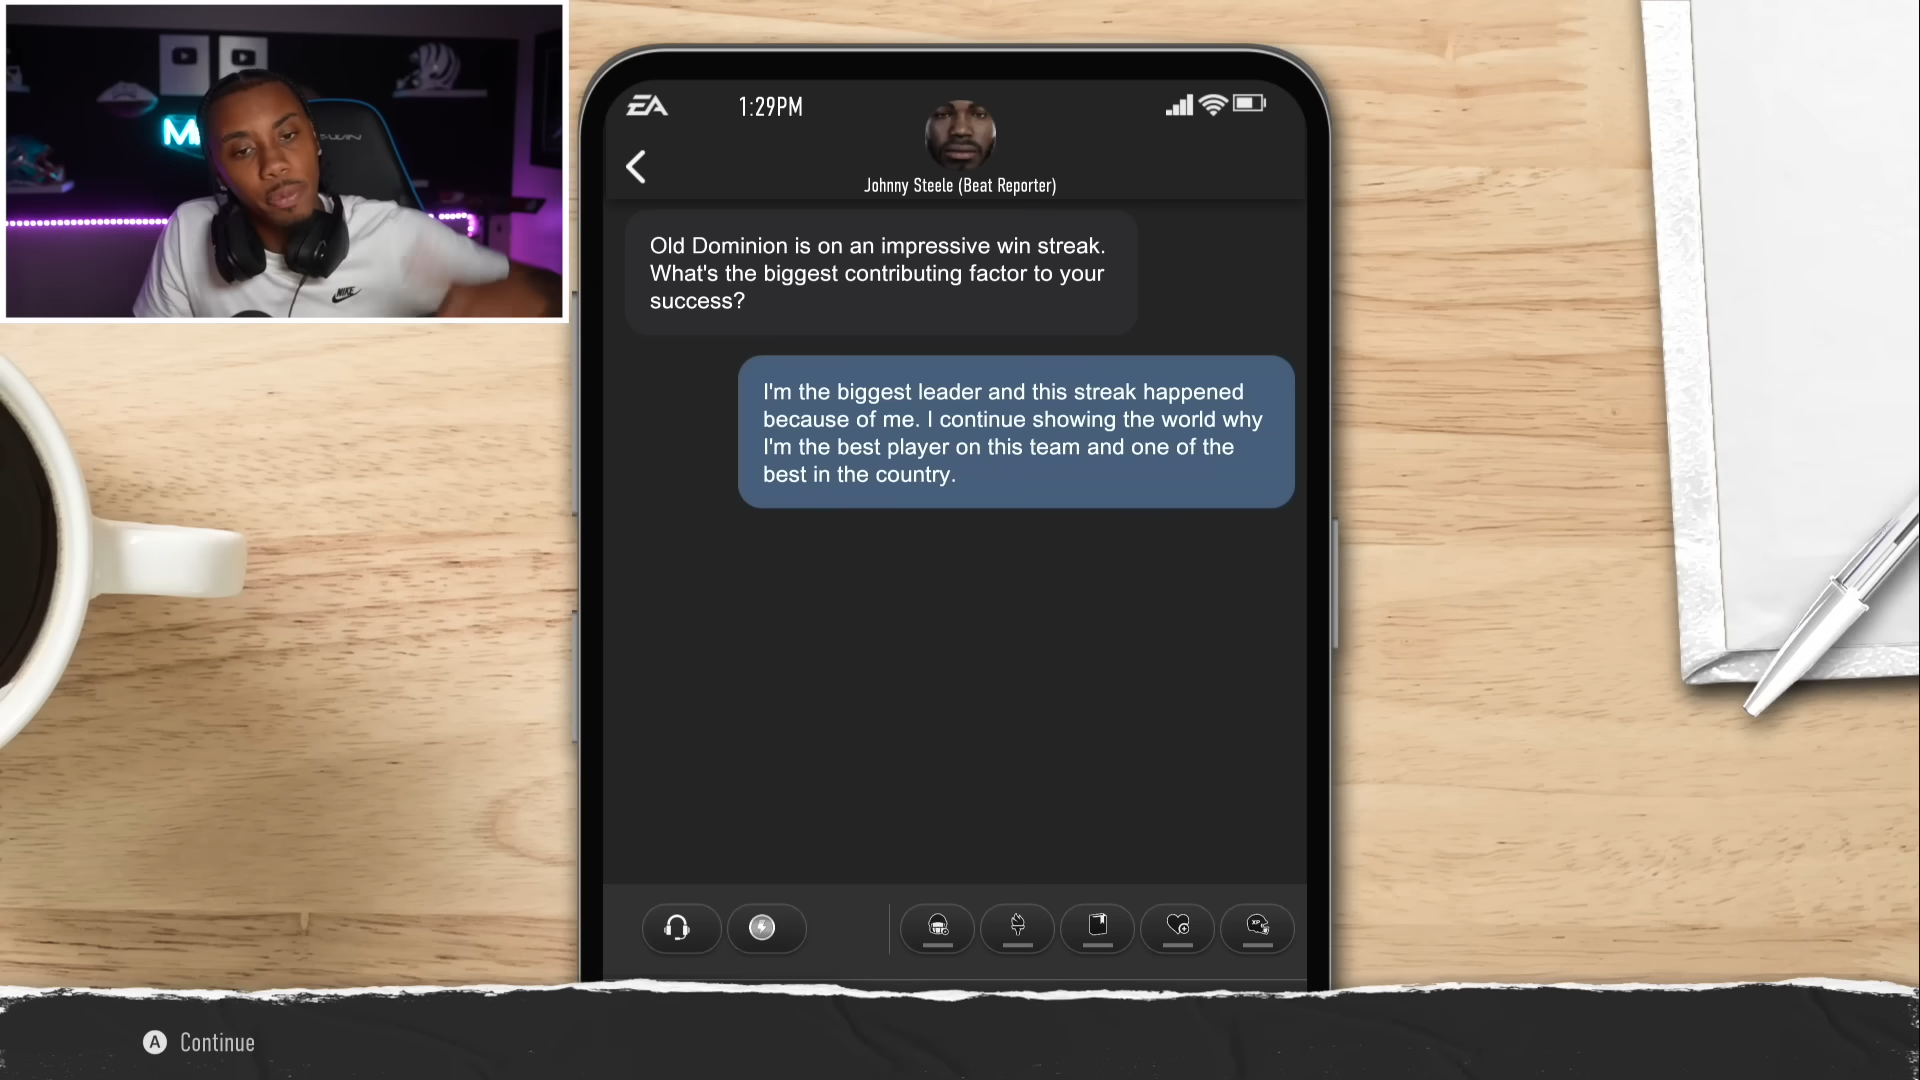 M
NIKE
EA
1:29PM
Johnny Steele (Beat Reporter)
Old Dominion is on an impressive win streak.
What's the biggest contributing factor to your
success?
I'm the biggest leader and this streak happened
because of me. I continue showing the world why
I'm the best player on this team and one of the
best in the country.
XP
A Continue